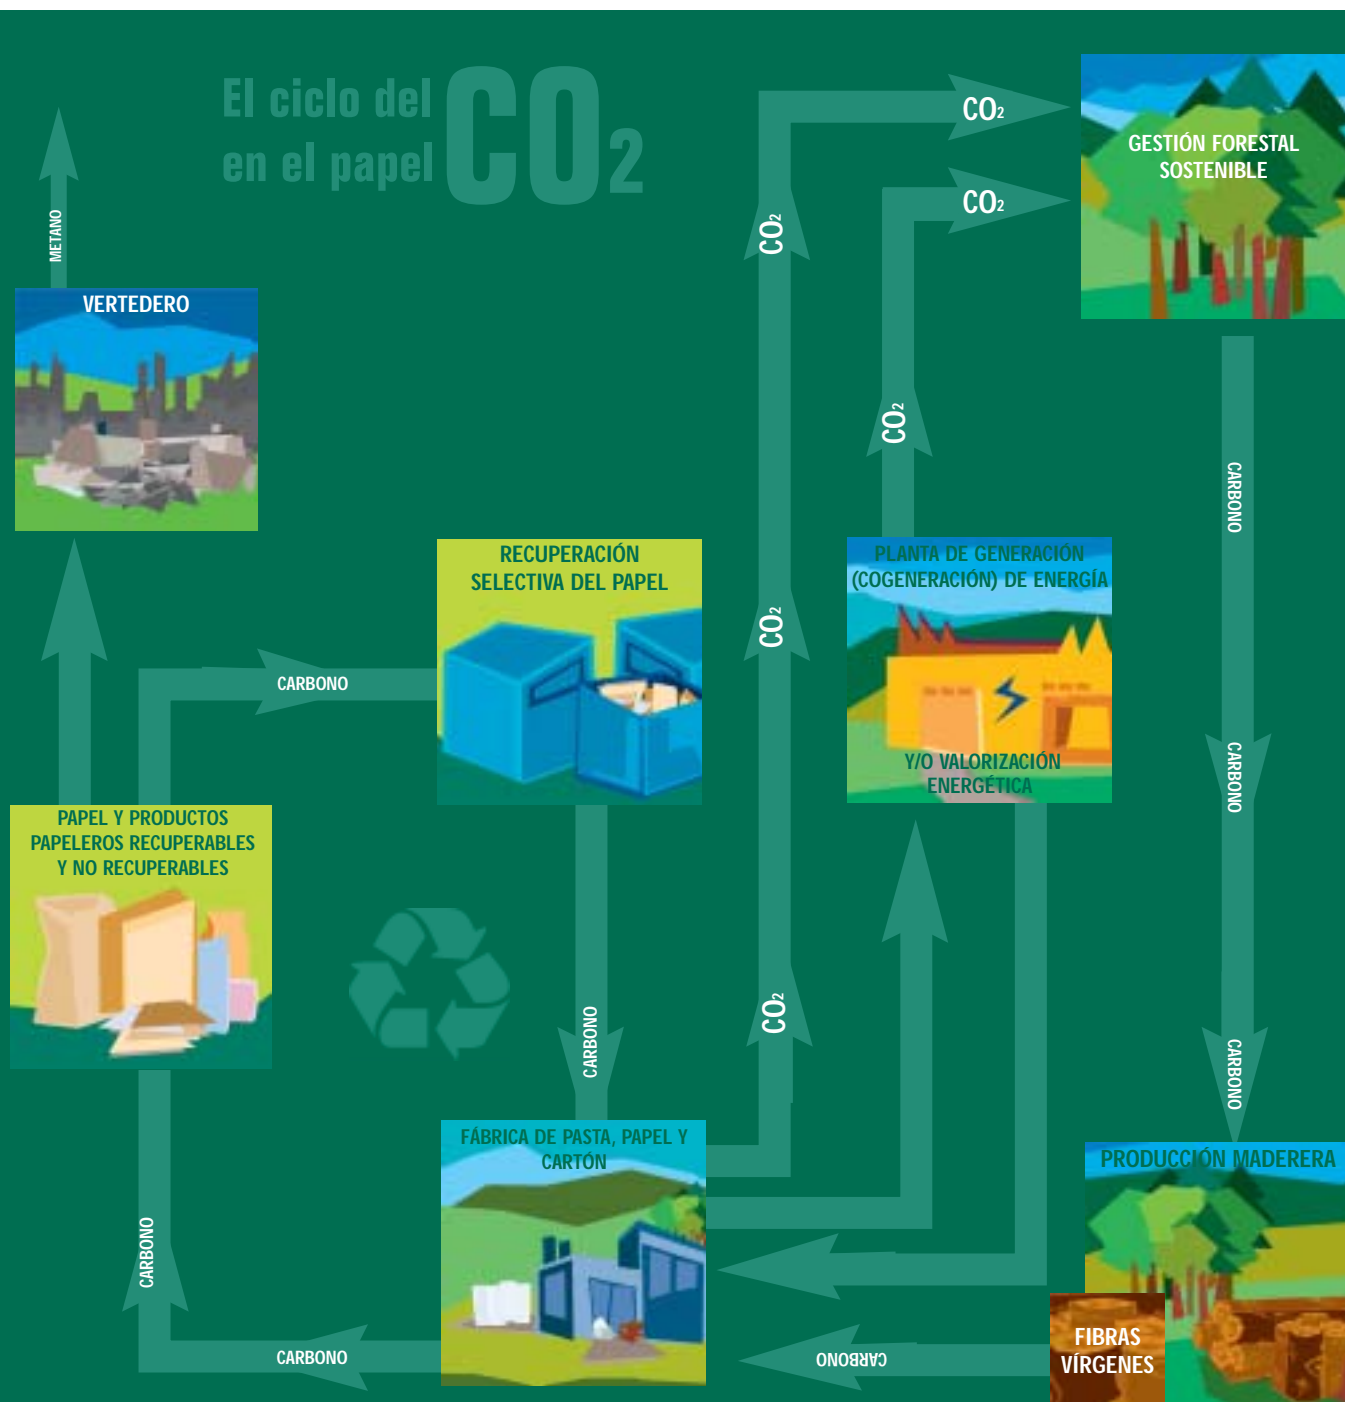 El ciclo del CO2
en el papel
CO2
GESTIÓN FORESTAL
SOSTENIBLE
CO2
METANO
CO2
VERTEDERO
CO2
CARBONO
RECUPERACIÓN
SELECTIVA DEL PAPEL
PLANTA DE GENERACIÓN
(COGENERACIÓN) DE ENERGÍA
Y/O VALORIZACIÓN
ENERGÉTICA
CO2
CARBONO
CARBONO
PAPEL Y PRODUCTOS
PAPELEROS RECUPERABLES
Y NO RECUPERABLES
CO2
CARBONO
CARBONO
FÁBRICA DE PASTA, PAPEL Y
CARTÓN
PRODUCCIÓN MADERERA
CARBONO
CARBONO
CARBONO
FIBRAS
VÍRGENES